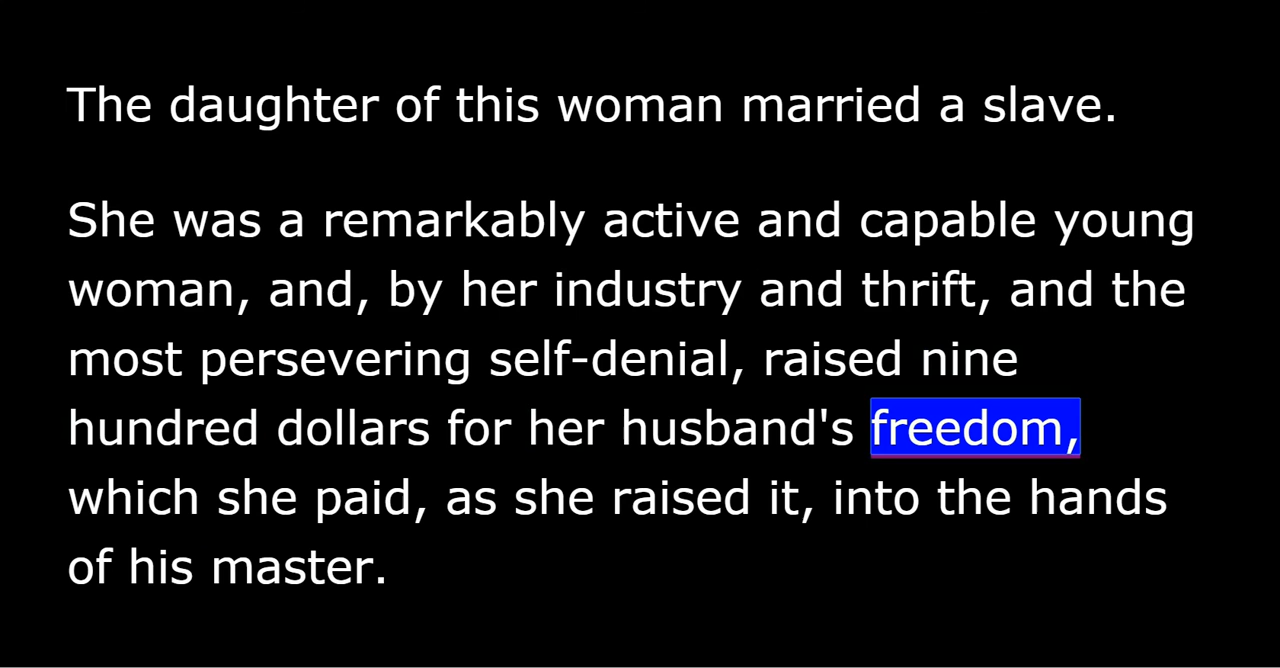 The daughter of this woman married a slave.
She was a remarkably active and capable young
woman, and, by her industry and thrift, and the
most persevering self-denial, raised nine
hundred dollars for her husband's freedom,
which she paid, as she raised it, into the hands
of his master.